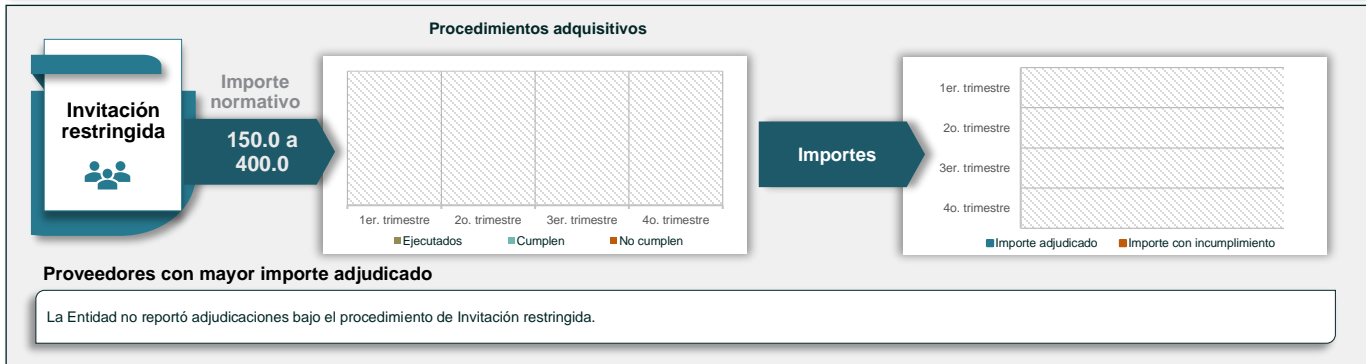 Procedimientos adquisitivos
Invitación
restringida
Importe
normativo
150.0 a
400.0
1er. trimestre
2o. trimestre
3er. trimestre
4o. trimestre
Ejecutados
Cumplen
No cumplen
Importes
1er. trimestre
2o. trimestre
3er. trimestre
4o. trimestre
Importe adjudicado
Importe con incumplimiento
Proveedores con mayor importe adjudicado
La Entidad no reportó adjudicaciones bajo el procedimiento de Invitación restringida.